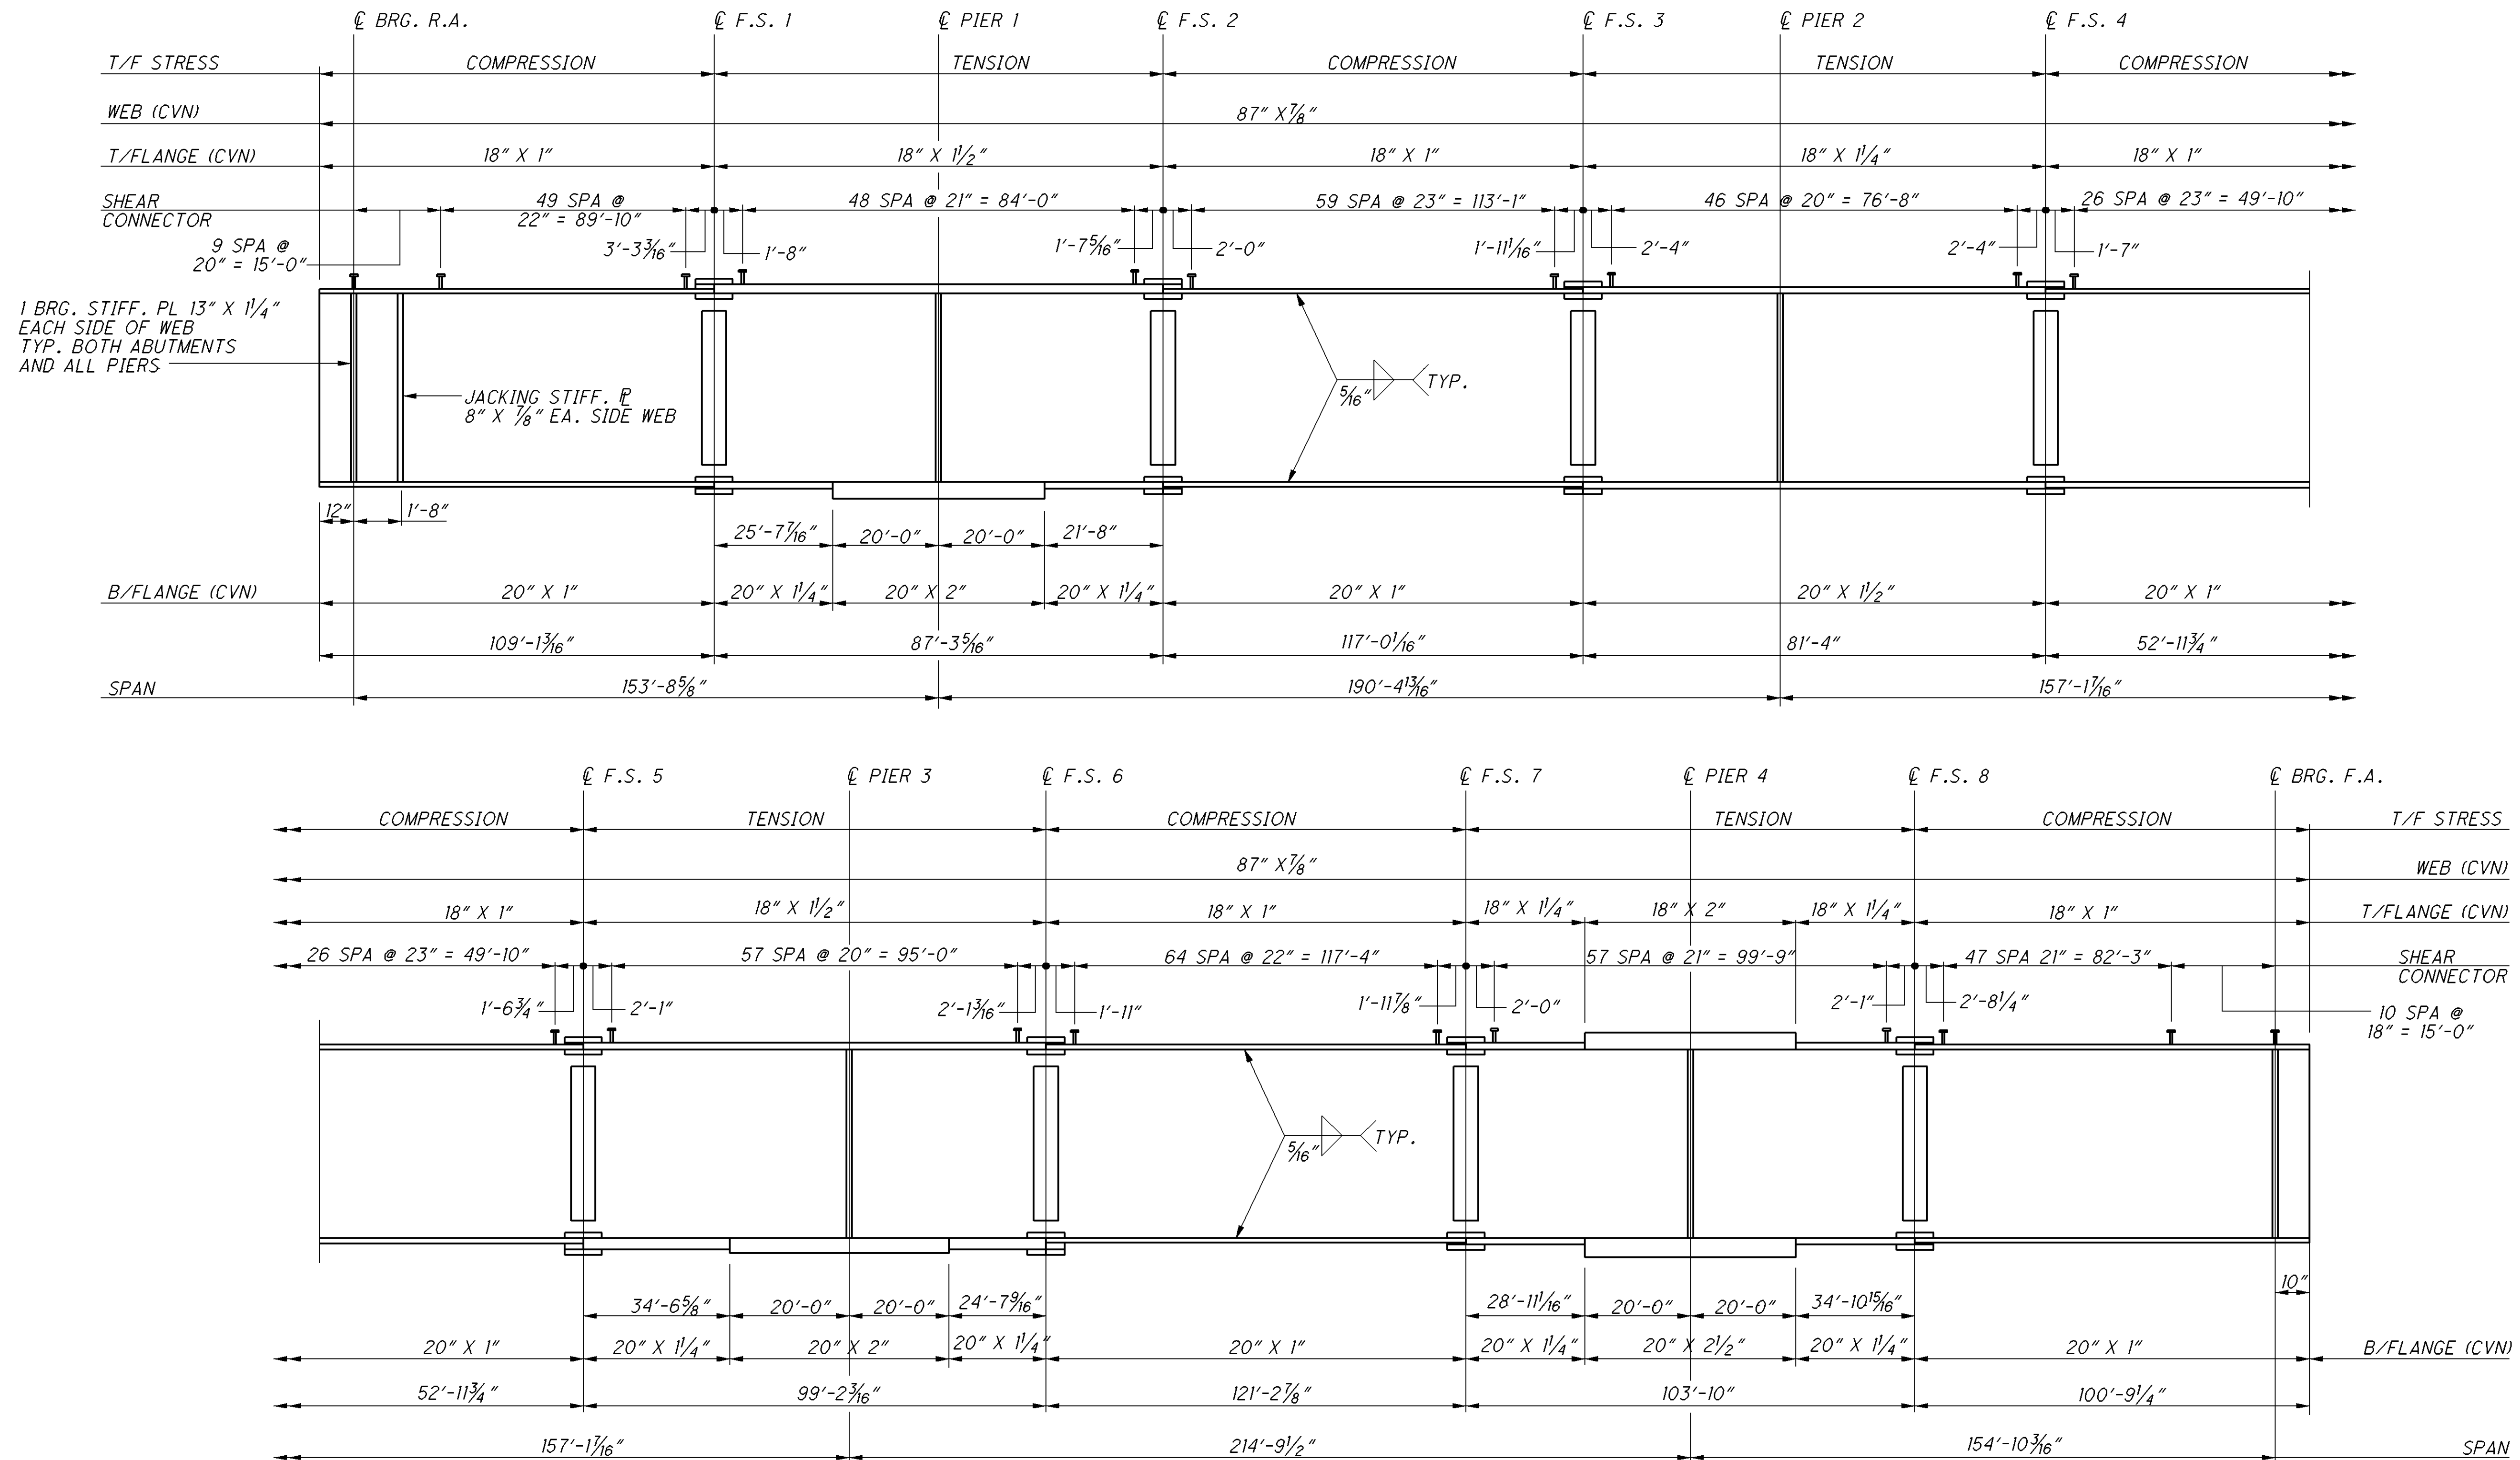 ℄ BRG. R.A. ℄ F.S. 1 ℄ PIER 1 ℄ F.S. 2 ℄ F.S. 3 ℄ PIER 2 ℄ F.S. 4
T/F STRESS COMPRESSION TENSION COMPRESSION TENSION COMPRESSION
WEB (CVN) 87" X 7/8"
T/FLANGE (CVN) 18" X 1" 18" X 1 1/2" 18" X 1" 18" X 1 1/4" 18" X 1"
SHEAR 49 SPA @ 48 SPA @ 21" = 84'-0" 59 SPA @ 23" = 113'-1" 46 SPA @ 20" = 76'-8" 26 SPA @ 23" = 49'-10"
CONNECTOR 22" = 89'-10"
9 SPA @ 3'-3 3/16" 1'-8" 1'-7 5/16" 2'-0" 1'-11 1/16" 2'-4" 2'-4" 1'-7"
20" = 15'-0"
1 BRG. STIFF. PL 13" X 1 1/4"
EACH SIDE OF WEB
TYP. BOTH ABUTMENTS
AND ALL PIERS
JACKING STIFF. ⅊
8" X 7/8" EA. SIDE WEB
5/16" TYP.
12" 1'-8"
25'-7 7/16" 20'-0" 20'-0" 21'-8"
B/FLANGE (CVN) 20" X 1" 20" X 1 1/4" 20" X 2" 20" X 1 1/4" 20" X 1" 20" X 1 1/2" 20" X 1"
109'-1 3/16" 87'-3 5/16" 117'-0 1/16" 81'-4" 52'-11 3/4"
SPAN 153'-8 5/8" 190'-4 13/16" 157'-1 7/16"
℄ F.S. 5 ℄ PIER 3 ℄ F.S. 6 ℄ F.S. 7 ℄ PIER 4 ℄ F.S. 8 ℄ BRG. F.A.
COMPRESSION TENSION COMPRESSION TENSION COMPRESSION T/F STRESS
87" X 7/8" WEB (CVN)
18" X 1" 18" X 1 1/2" 18" X 1" 18" X 1 1/4" 18" X 2" 18" X 1 1/4" 18" X 1" T/FLANGE (CVN)
26 SPA @ 23" = 49'-10" 57 SPA @ 20" = 95'-0" 64 SPA @ 22" = 117'-4" 57 SPA @ 21" = 99'-9" 47 SPA 21" = 82'-3" SHEAR
CONNECTOR
1'-6 3/4" 2'-1" 2'-1 3/16" 1'-11" 1'-11 7/8" 2'-0" 2'-1" 2'-8 1/4" 10 SPA @
18" = 15'-0"
5/16" TYP.
10"
34'-6 5/8" 20'-0" 20'-0" 24'-7 9/16" 28'-11 1/16" 20'-0" 20'-0" 34'-10 15/16"
20" X 1" 20" X 1 1/4" 20" X 2" 20" X 1 1/4" 20" X 1" 20" X 1 1/4" 20" X 2 1/2" 20" X 1 1/4" 20" X 1" B/FLANGE (CVN)
52'-11 3/4" 99'-2 3/16" 121'-2 7/8" 103'-10" 100'-9 1/4"
157'-1 7/16" 214'-9 1/2" 154'-10 3/16" SPAN